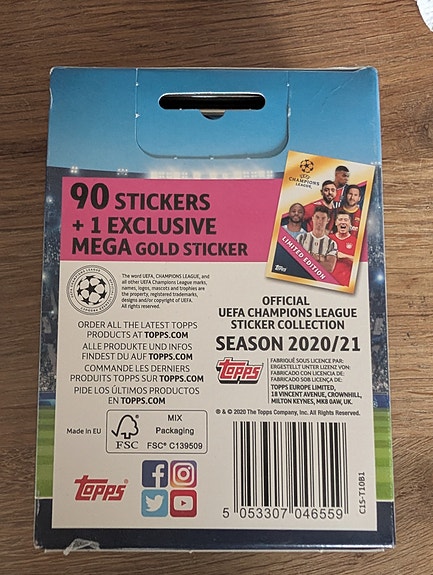 90 STICKERS
+ 1 EXCLUSIVE
MEGA GOLD STICKER
UEFA
CHAMPIONS
LEAGUE
LIMITED EDITION
Topps
The word UEFA, CHAMPIONS LEAGUE, and
all other UEFA Champions League marks,
names, logos, mascots and trophies are
the property, registered trademarks,
designs and/or copyright of UEFA.
All rights reserved.
ORDER ALL THE LATEST TOPPS
PRODUCTS AT TOPPS.COM
ALLE PRODUKTE UND INFOS
FINDEST DU AUF TOPPS.COM
COMMANDE LES DERNIERS
PRODUITS TOPPS SUR TOPPS.COM
PIDE LOS ÚLTIMOS PRODUCTOS
EN TOPPS.COM
OFFICIAL
UEFA CHAMPIONS LEAGUE
STICKER COLLECTION
SEASON 2020/21
Topps
FABRIQUÉ SOUS LICENCE PAR:
ERGESTELLT UNTER LIZENZ VON:
FABRICADO CON LICENCIA DE:
FABRICADO SOB LICENÇA DE:
TOPPS EUROPE LIMITED,
18 VINCENT AVENUE, CROWNHILL,
MILTON KEYNES, MK8 0AW, UK.
® & © 2020 The Topps Company, Inc. All Rights Reserved.
Made in EU
FSC
MIX
Packaging
FSC® C139509
Topps
5 053307 046559
C15-T10B1